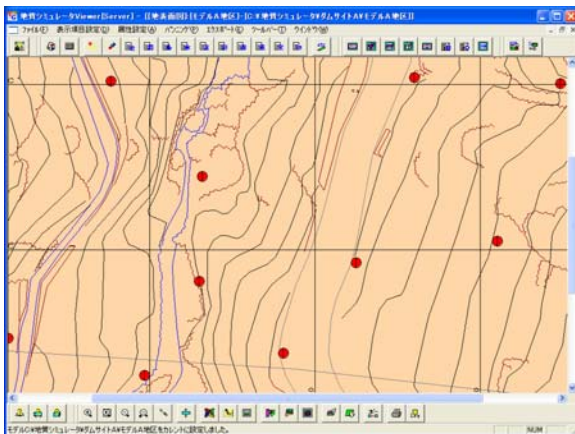 地質シミュレータViewer[Server] - [[地表面図]:[モデルA地区]-[C:¥地質シミュレータ¥ダムサイトA¥モデルA地区]]
ファイル(F) 表示項目設定(D) 属性設定(A) パンニング(P) エクスポート(E) ツールバー(T) ウィンドウ(W)
モデルC:¥地質シミュレータ¥ダムサイトA¥モデルA地区をカレントに設定しました。
NUM